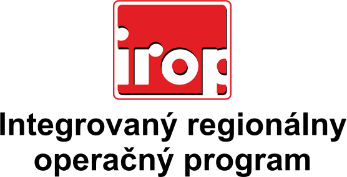 irop
Integrovaný regionálny
operačný program